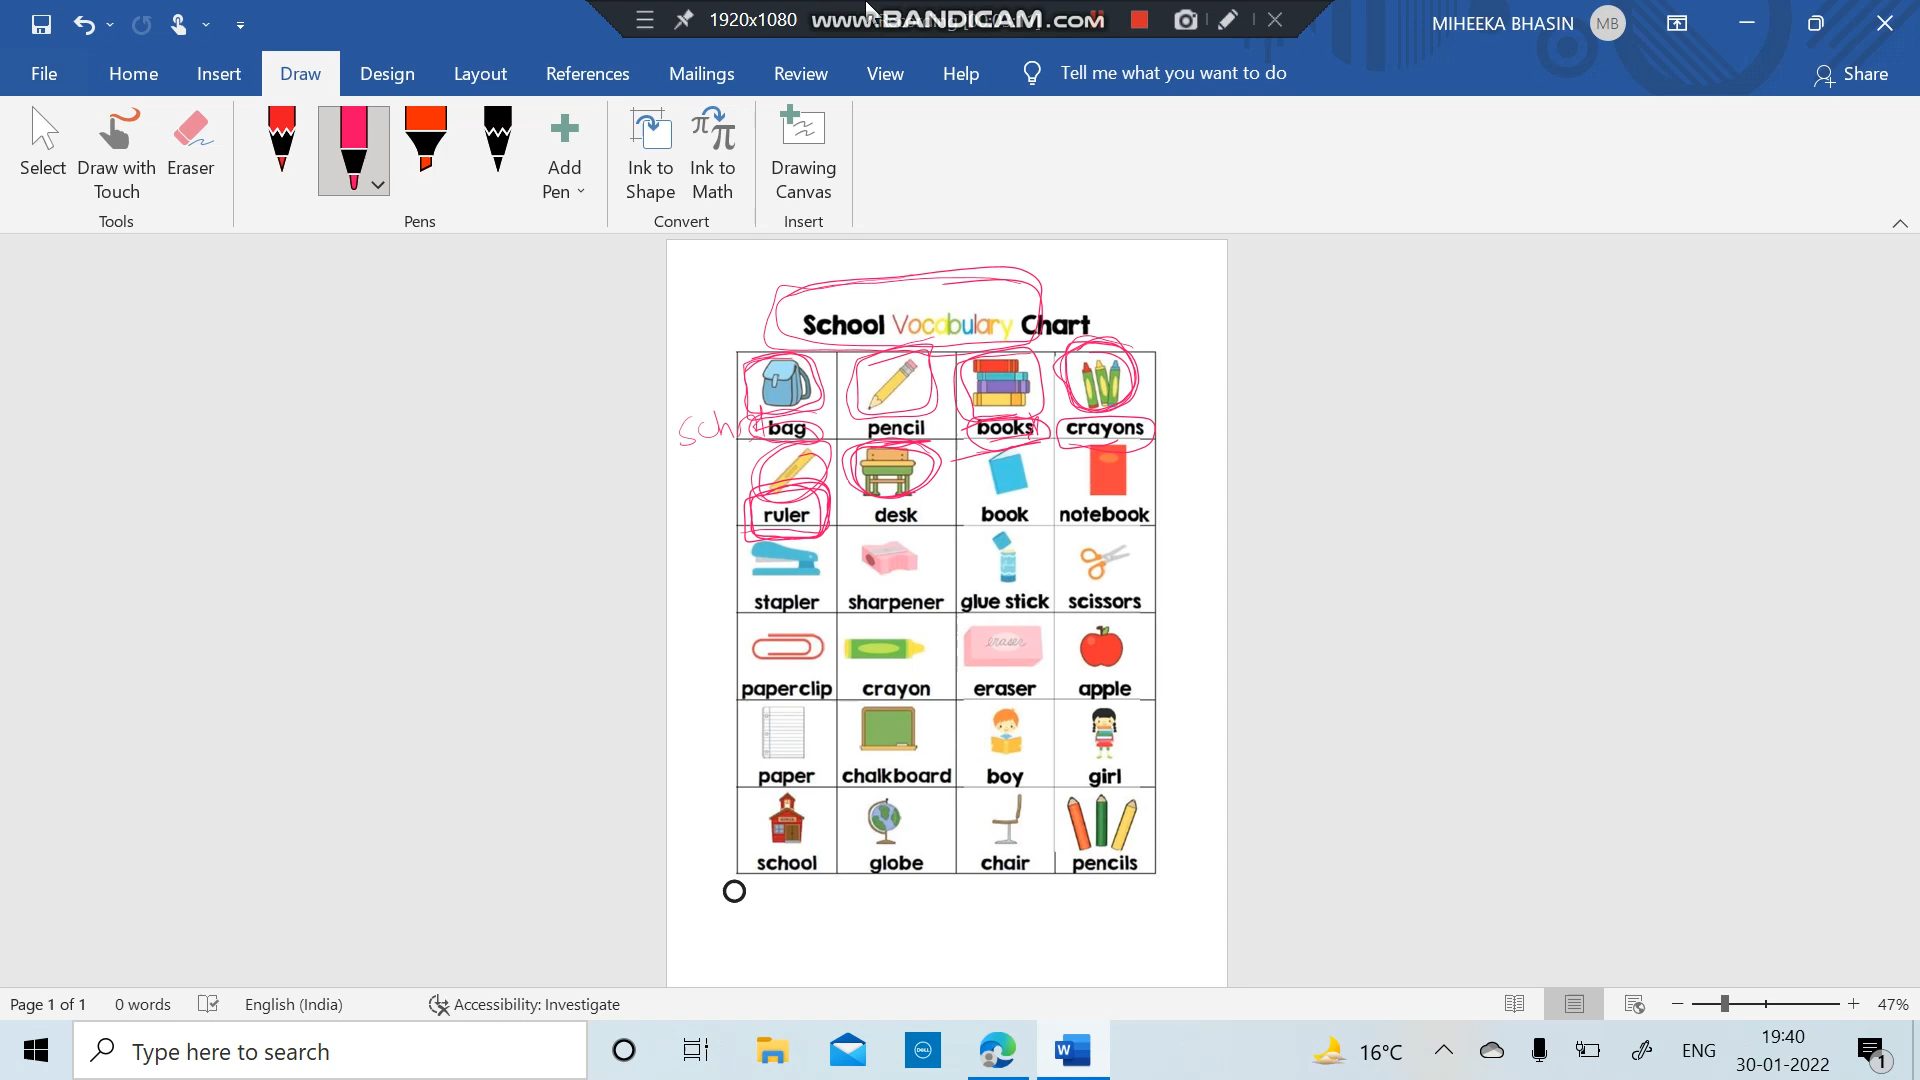 1920x1080 www.BANDICAM.com
MIHEEKA BHASIN MB
File Home Insert Draw Design Layout References Mailings Review View Help Tell me what you want to do Share
Select Draw with Touch Eraser
Add Pen
Ink to Shape Ink to Math
Drawing Canvas
Tools Pens Convert Insert
School Vocabulary Chart
bag pencil books crayons
ruler desk book notebook
stapler sharpener glue stick scissors
eraser
paperclip crayon eraser apple
paper chalkboard boy girl
school globe chair pencils
Page 1 of 1 0 words English (India) Accessibility: Investigate 47%
Type here to search
DELL
W
16°C ENG
19:40
30-01-2022
1